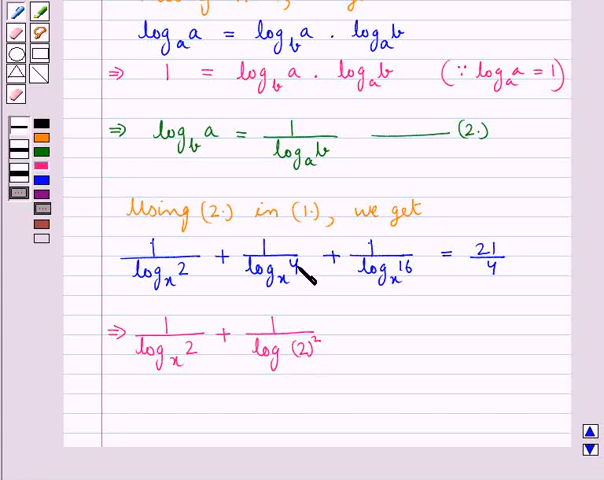 log_a a = log_b a . log_a b
⇒ 1 = log_b a . log_a b (∵ log_a a = 1)
⇒ log_b a = 1/log_a b ——— (2.)
Using (2.) in (1.), we get
1/log_x 2 + 1/log_x 4 + 1/log_x 16 = 21/4
⇒ 1/log_x 2 + 1/log (2)²